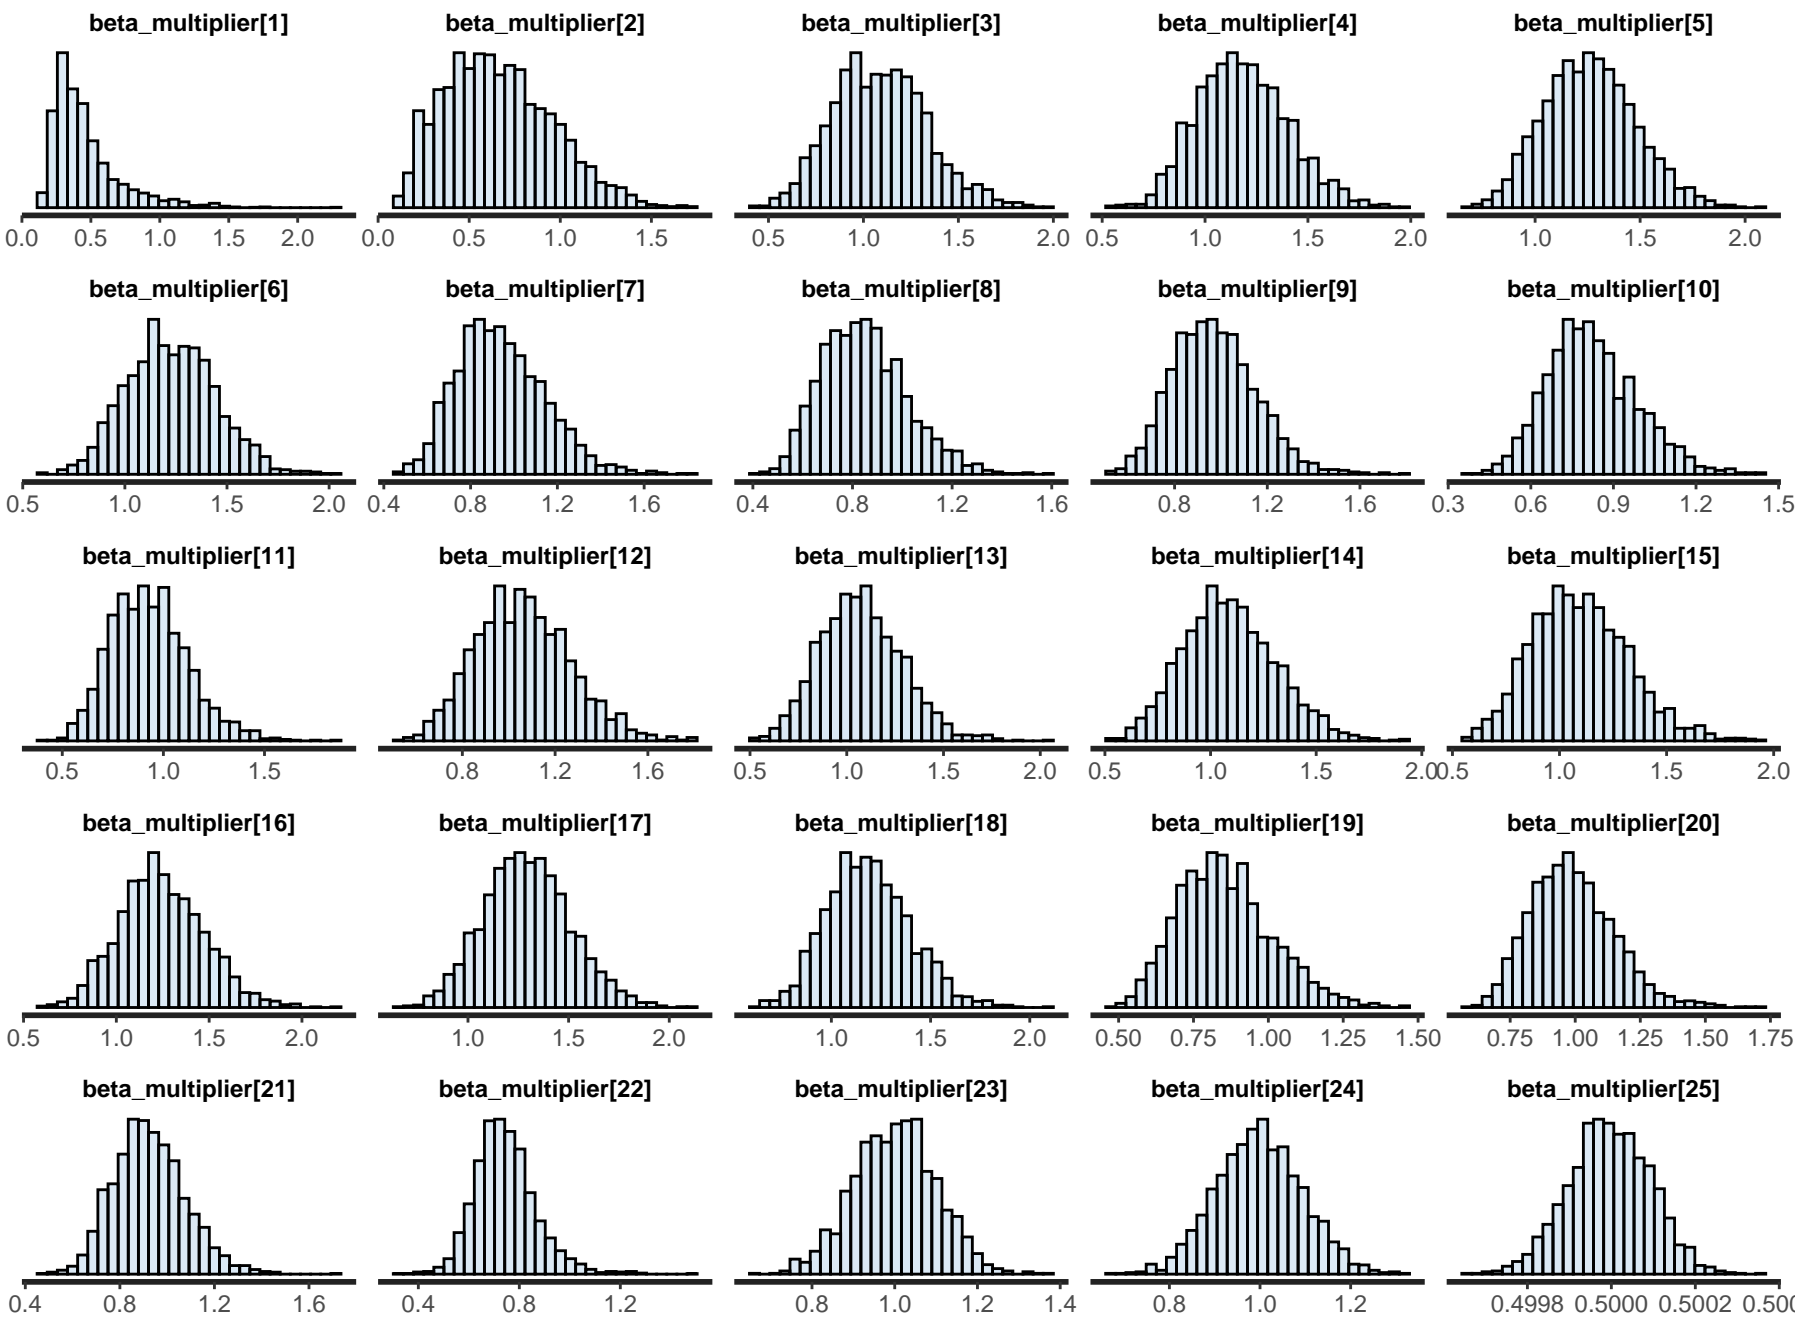 beta_multiplier[1] beta_multiplier[2] beta_multiplier[3] beta_multiplier[4] beta_multiplier[5]
0.0 0.5 1.0 1.5 2.0 0.0 0.5 1.0 1.5 0.5 1.0 1.5 2.0 0.5 1.0 1.5 2.0 1.0 1.5 2.0
beta_multiplier[6] beta_multiplier[7] beta_multiplier[8] beta_multiplier[9] beta_multiplier[10]
0.5 1.0 1.5 2.0 0.4 0.8 1.2 1.6 0.4 0.8 1.2 1.6 0.8 1.2 1.6 0.3 0.6 0.9 1.2 1.5
beta_multiplier[11] beta_multiplier[12] beta_multiplier[13] beta_multiplier[14] beta_multiplier[15]
0.5 1.0 1.5 0.8 1.2 1.6 0.5 1.0 1.5 2.0 0.5 1.0 1.5 2.0 0.5 1.0 1.5 2.0
beta_multiplier[16] beta_multiplier[17] beta_multiplier[18] beta_multiplier[19] beta_multiplier[20]
0.5 1.0 1.5 2.0 1.0 1.5 2.0 1.0 1.5 2.0 0.50 0.75 1.00 1.25 1.50 0.75 1.00 1.25 1.50 1.75
beta_multiplier[21] beta_multiplier[22] beta_multiplier[23] beta_multiplier[24] beta_multiplier[25]
0.4 0.8 1.2 1.6 0.4 0.8 1.2 0.8 1.0 1.2 1.4 0.8 1.0 1.2 0.4998 0.5000 0.5002